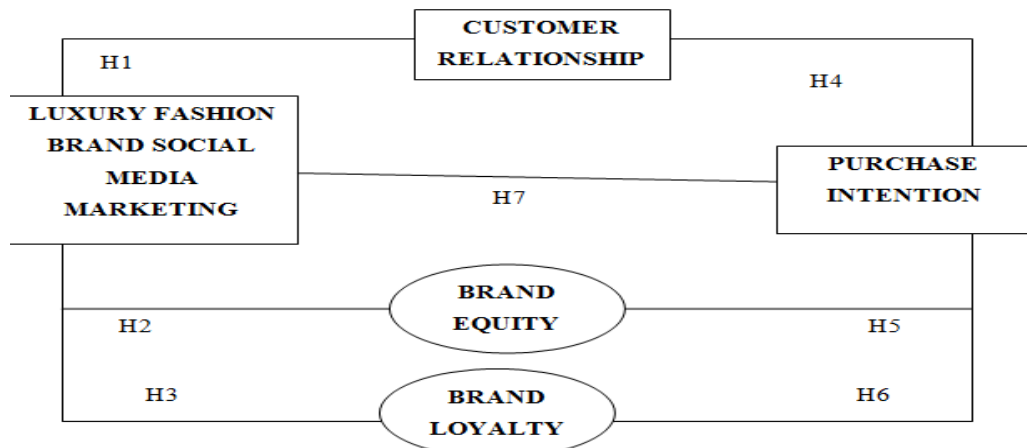 CUSTOMER
RELATIONSHIP
H1
H4
LUXURY FASHION
BRAND SOCIAL
MEDIA
MARKETING
PURCHASE
INTENTION
H7
BRAND
EQUITY
H2
H5
H3
H6
BRAND
LOYALTY